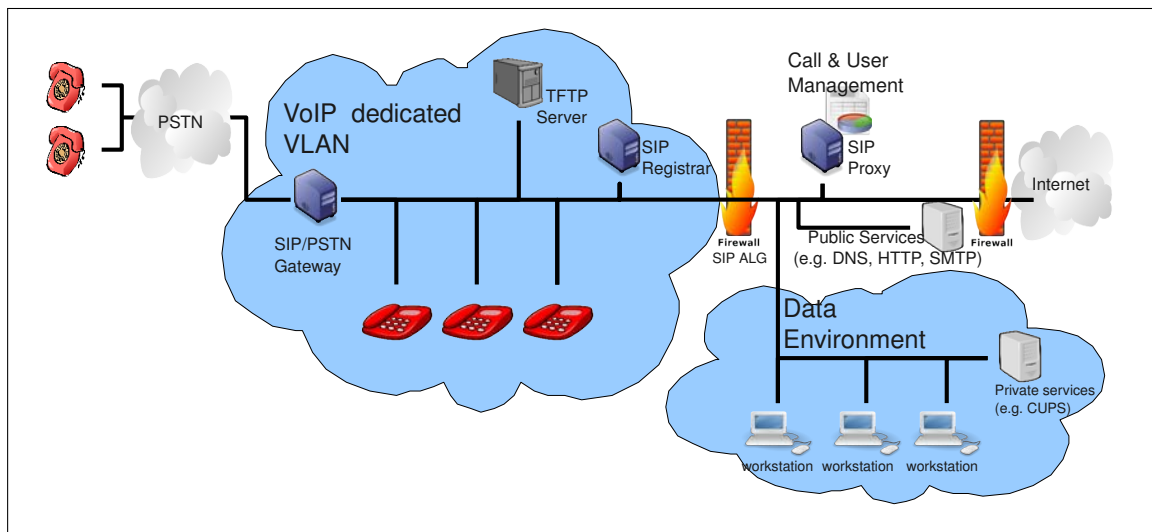 PSTN
VoIP dedicated
VLAN
TFTP
Server
SIP
Registrar
SIP/PSTN
Gateway
Firewall
SIP ALG
Call & User
Management
SIP
Proxy
Public Services
(e.g. DNS, HTTP, SMTP)
Firewall
Internet
Data
Environment
Private services
(e.g. CUPS)
workstation
workstation
workstation